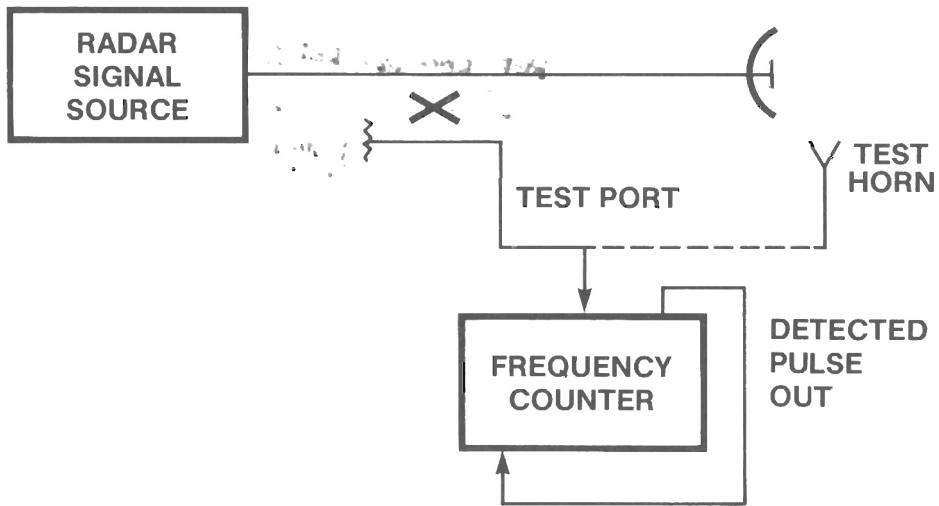 RADAR
SIGNAL
SOURCE
TEST
HORN
TEST PORT
FREQUENCY
COUNTER
DETECTED
PULSE
OUT